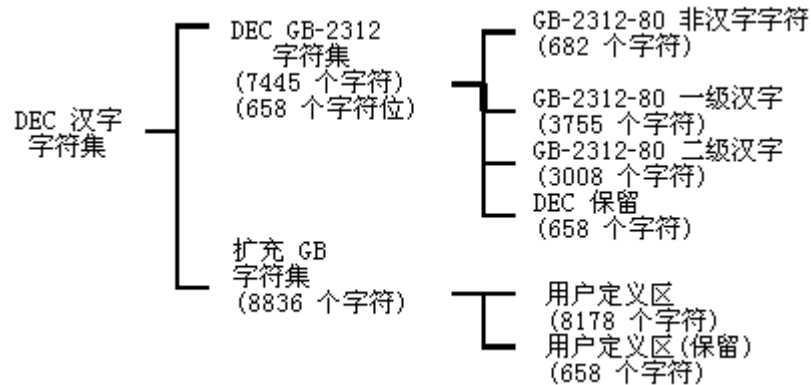 DEC 汉字
字符集
DEC GB-2312
字符集
(7445 个字符)
(658 个字符位)
GB-2312-80 非汉字字符
(682 个字符)
GB-2312-80 一级汉字
(3755 个字符)
GB-2312-80 二级汉字
(3008 个字符)
DEC 保留
(658 个字符)
扩充 GB
字符集
(8836 个字符)
用户定义区
(8178 个字符)
用户定义区(保留)
(658 个字符)